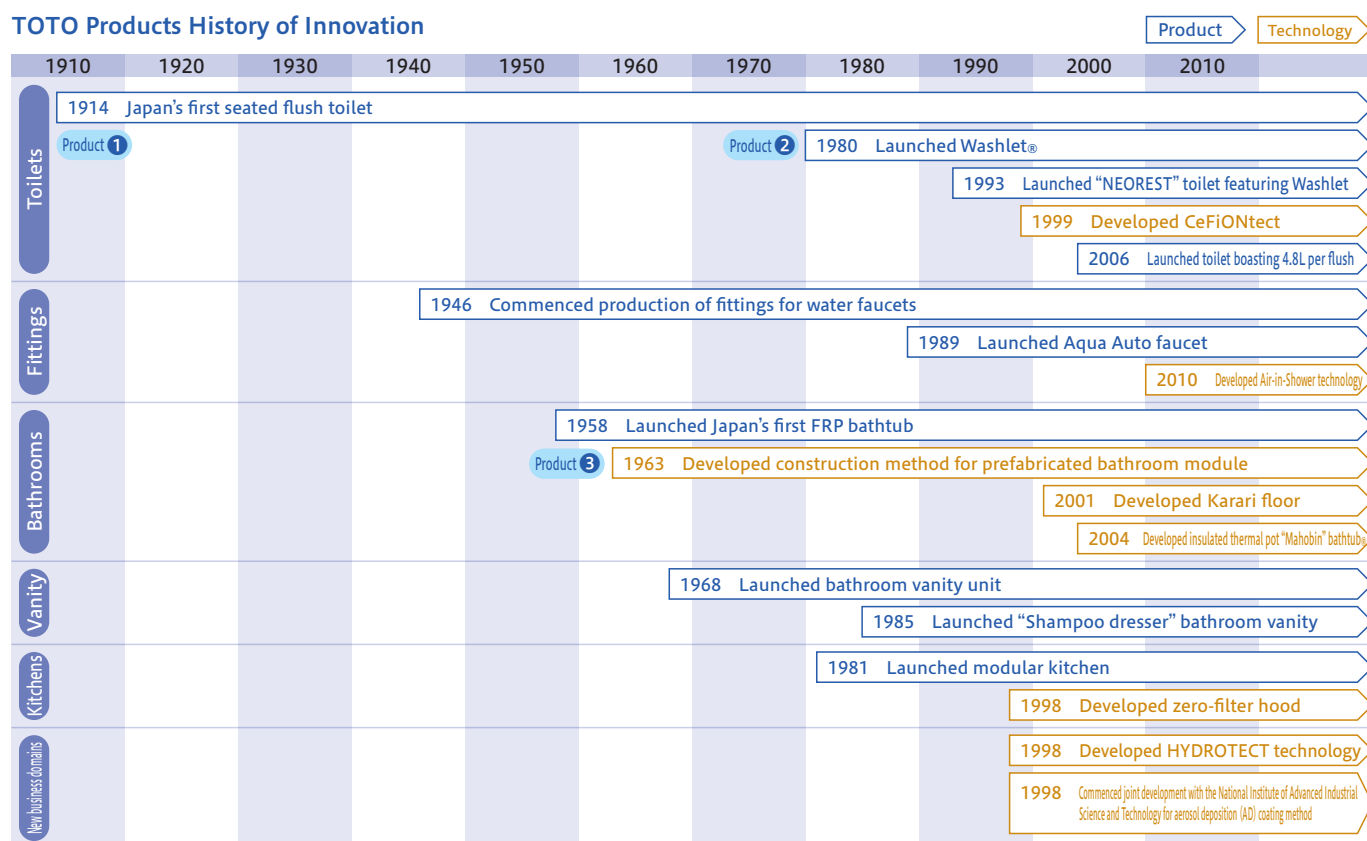 TOTO Products History of Innovation
Product
Technology
1910 1920 1930 1940 1950 1960 1970 1980 1990 2000 2010
Toilets
1914 Japan's first seated flush toilet
Product 1
Product 2
1980 Launched Washlet®
1993 Launched “NEOREST” toilet featuring Washlet
1999 Developed CeFiONtect
2006 Launched toilet boasting 4.8L per flush
Fittings
1946 Commenced production of fittings for water faucets
1989 Launched Aqua Auto faucet
2010 Developed Air-in-Shower technology
Bathrooms
1958 Launched Japan's first FRP bathtub
Product 3
1963 Developed construction method for prefabricated bathroom module
2001 Developed Karari floor
2004 Developed insulated thermal pot “Mahobin” bathtub®
Vanity
1968 Launched bathroom vanity unit
1985 Launched “Shampoo dresser” bathroom vanity
Kitchens
1981 Launched modular kitchen
1998 Developed zero-filter hood
New business domains
1998 Developed HYDROTECT technology
1998 Commenced joint development with the National Institute of Advanced Industrial
Science and Technology for aerosol deposition (AD) coating method